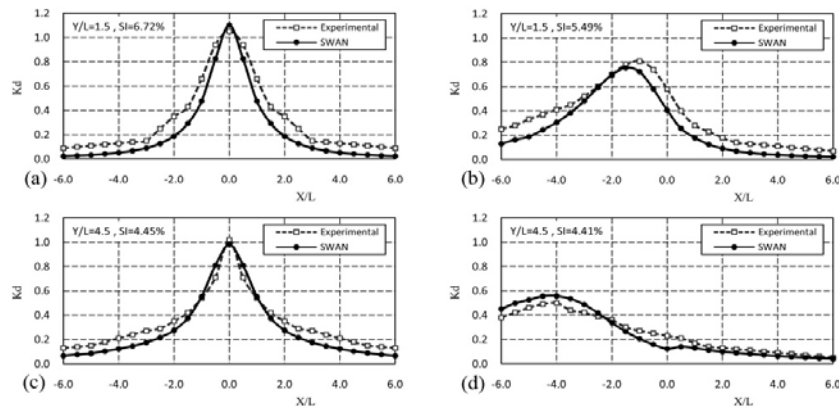 Y/L=1.5 , SI=6.72%
Experimental
SWAN
1.2
1.0
0.8
0.6
0.4
0.2
0.0
Kd
-6.0 -4.0 -2.0 0.0 2.0 4.0 6.0
X/L
(a)
Y/L=1.5 , SI=5.49%
Experimental
SWAN
1.2
1.0
0.8
0.6
0.4
0.2
0.0
Kd
-6.0 -4.0 -2.0 0.0 2.0 4.0 6.0
X/L
(b)
Y/L=4.5 , SI=4.45%
Experimental
SWAN
1.2
1.0
0.8
0.6
0.4
0.2
0.0
Kd
-6.0 -4.0 -2.0 0.0 2.0 4.0 6.0
X/L
(c)
Y/L=4.5 , SI=4.41%
Experimental
SWAN
1.2
1.0
0.8
0.6
0.4
0.2
0.0
Kd
-6.0 -4.0 -2.0 0.0 2.0 4.0 6.0
X/L
(d)